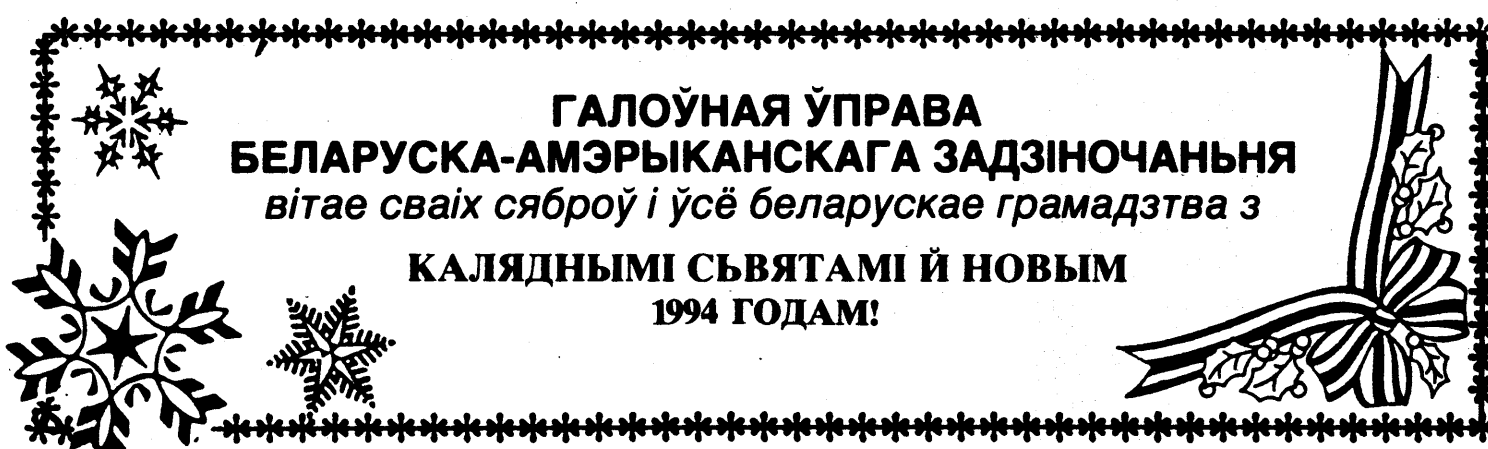 ГАЛОЎНАЯ ЎПРАВА
БЕЛАРУСКА-АМЭРЫКАНСКАГА ЗАДЗІНОЧАНЬНЯ
вітае сваіх сяброў і ўсё беларускае грамадзтва з
КАЛЯДНЫМІ СЬВЯТАМІ Й НОВЫМ
1994 ГОДАМ!